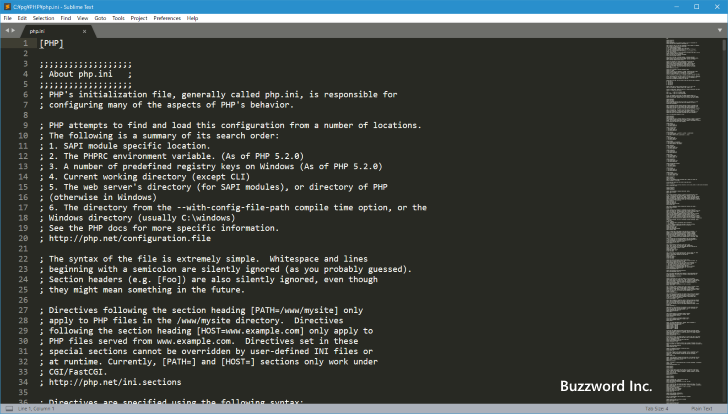 C:¥pg¥PHP¥php.ini - Sublime Text
File Edit Selection Find View Goto Tools Project Preferences Help
php.ini
1 [PHP]
2
3 ;;;;;;;;;;;;;;;;;;;
4 ; About php.ini   ;
5 ;;;;;;;;;;;;;;;;;;;
6 ; PHP's initialization file, generally called php.ini, is responsible for
7 ; configuring many of the aspects of PHP's behavior.
8
9 ; PHP attempts to find and load this configuration from a number of locations.
10 ; The following is a summary of its search order:
11 ; 1. SAPI module specific location.
12 ; 2. The PHPRC environment variable. (As of PHP 5.2.0)
13 ; 3. A number of predefined registry keys on Windows (As of PHP 5.2.0)
14 ; 4. Current working directory (except CLI)
15 ; 5. The web server's directory (for SAPI modules), or directory of PHP
16 ; (otherwise in Windows)
17 ; 6. The directory from the --with-config-file-path compile time option, or the
18 ; Windows directory (usually C:\windows)
19 ; See the PHP docs for more specific information.
20 ; http://php.net/configuration.file
21
22 ; The syntax of the file is extremely simple.  Whitespace and lines
23 ; beginning with a semicolon are silently ignored (as you probably guessed).
24 ; Section headers (e.g. [Foo]) are also silently ignored, even though
25 ; they might mean something in the future.
26
27 ; Directives following the section heading [PATH=/www/mysite] only
28 ; apply to PHP files in the /www/mysite directory.  Directives
29 ; following the section heading [HOST=www.example.com] only apply to
30 ; PHP files served from www.example.com.  Directives set in these
31 ; special sections cannot be overridden by user-defined INI files or
32 ; at runtime. Currently, [PATH=] and [HOST=] sections only work under
33 ; CGI/FastCGI.
34 ; http://php.net/ini.sections
35
36 ; Directives are specified using the following syntax:
Buzzword Inc.
Line 1, Column 1 Tab Size: 4 Plain Text